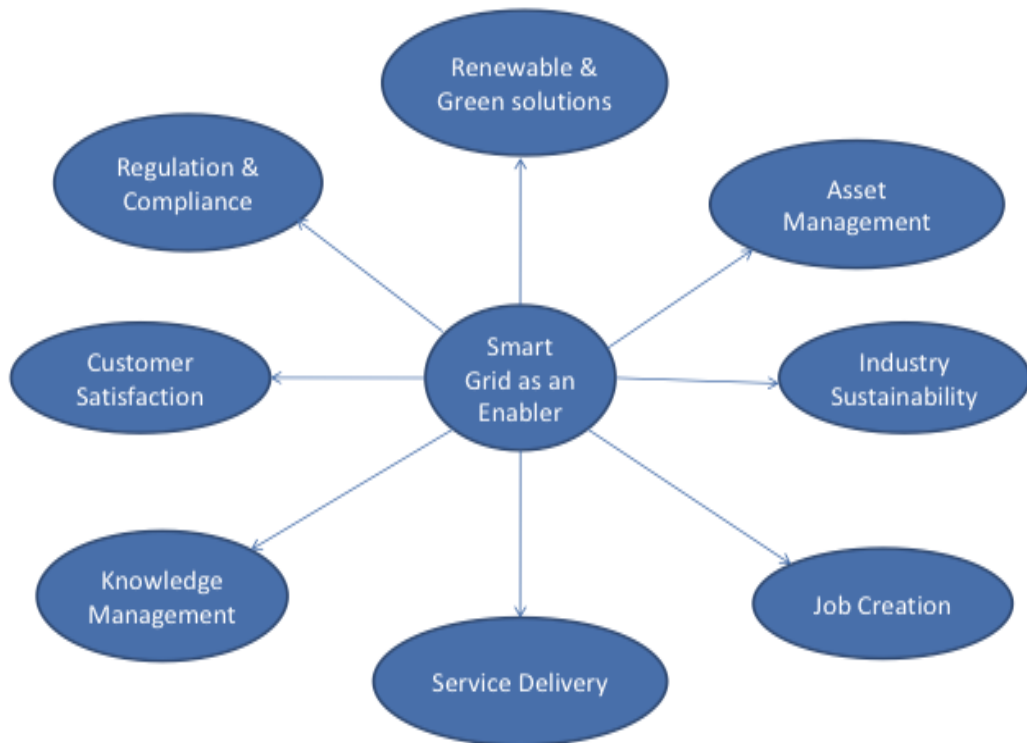 Renewable &
Green solutions
Regulation &
Compliance
Asset
Management
Smart
Grid as an
Enabler
Customer
Satisfaction
Industry
Sustainability
Knowledge
Management
Job Creation
Service Delivery